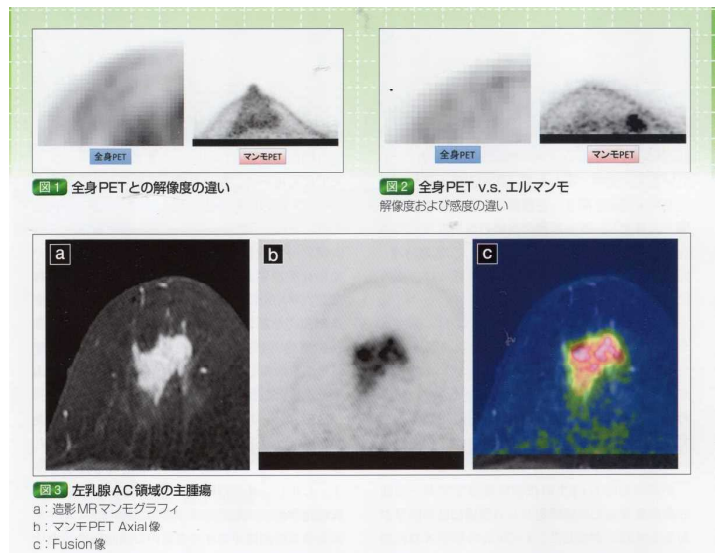 全身PET
マンモPET
図1 全身PETとの解像度の違い
全身PET
マンモPET
図2 全身PET v.s. エルマンモ
解像度および感度の違い
a
b
c
図3 左乳腺AC領域の主腫瘍
a：造影MRマンモグラフィ
b：マンモPET Axial像
c：Fusion像